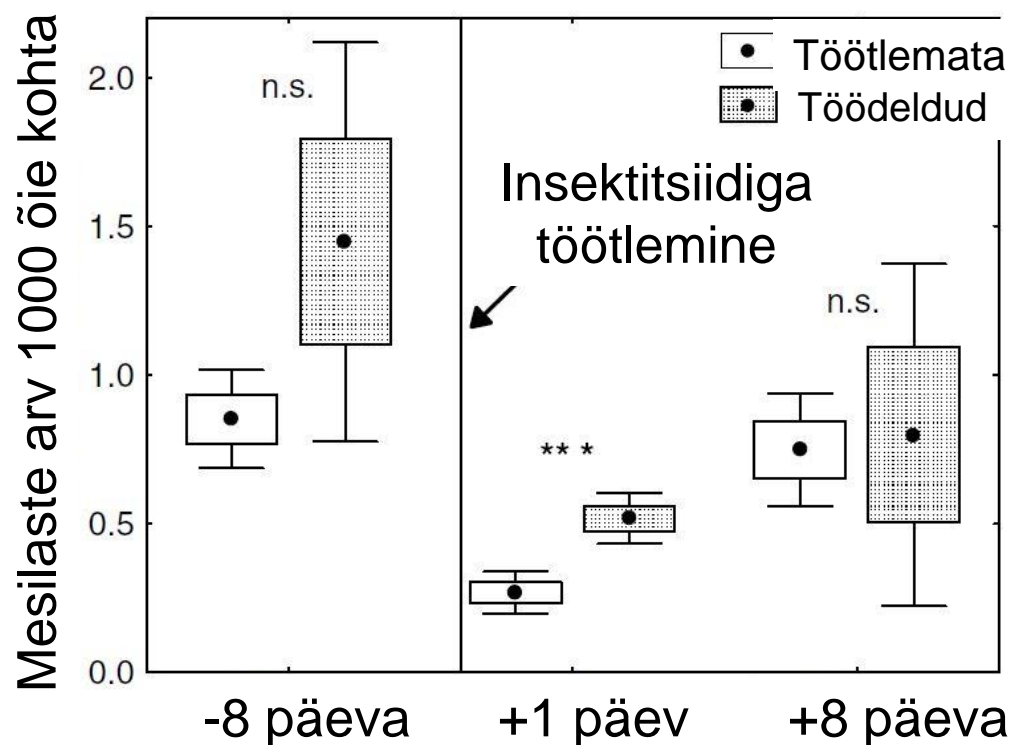 Mesilaste arv 1000 õie kohta
2.0
1.5
1.0
0.5
0.0
n.s.
Töötlemata
Töödeldud
Insektitsiidiga
töötlemine
** *
n.s.
-8 päeva
+1 päev
+8 päeva